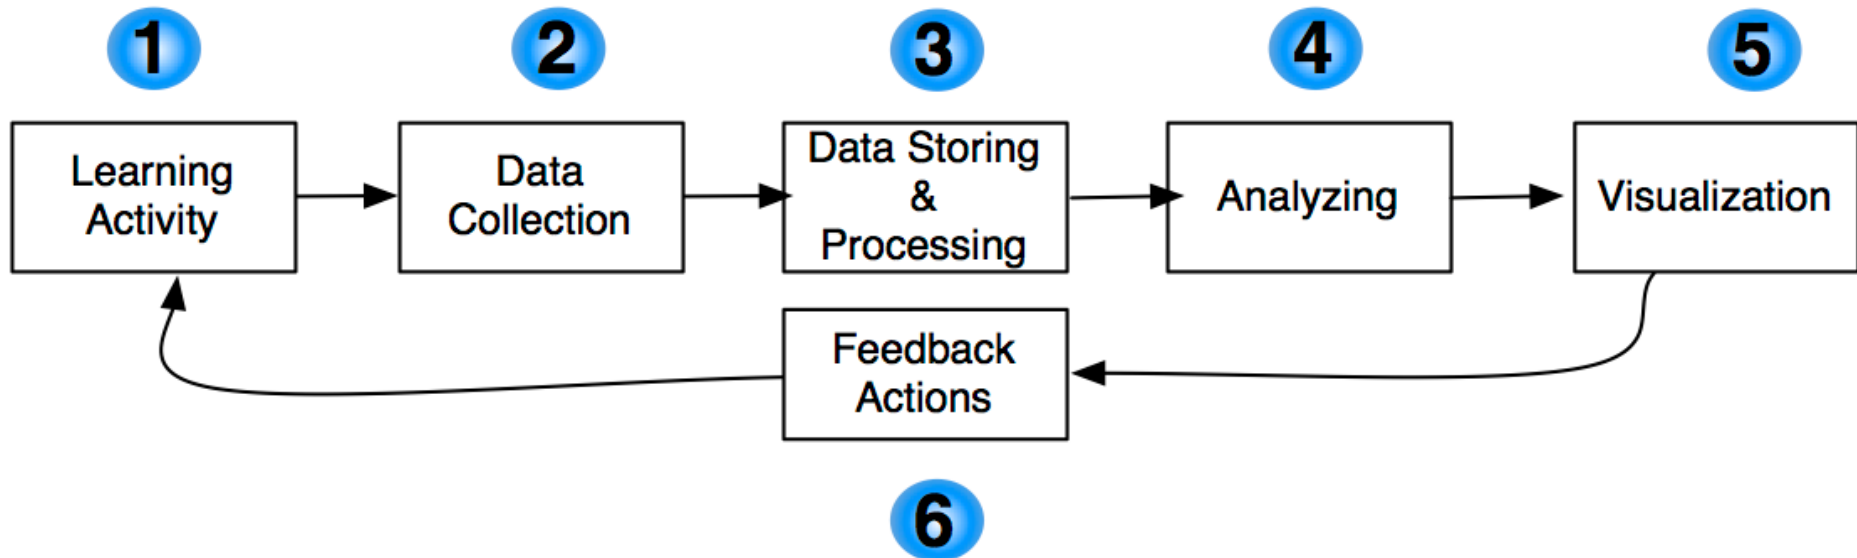 1
2
3
4
5
Learning
Activity
Data
Collection
Data Storing
&
Processing
Analyzing
Visualization
Feedback
Actions
6